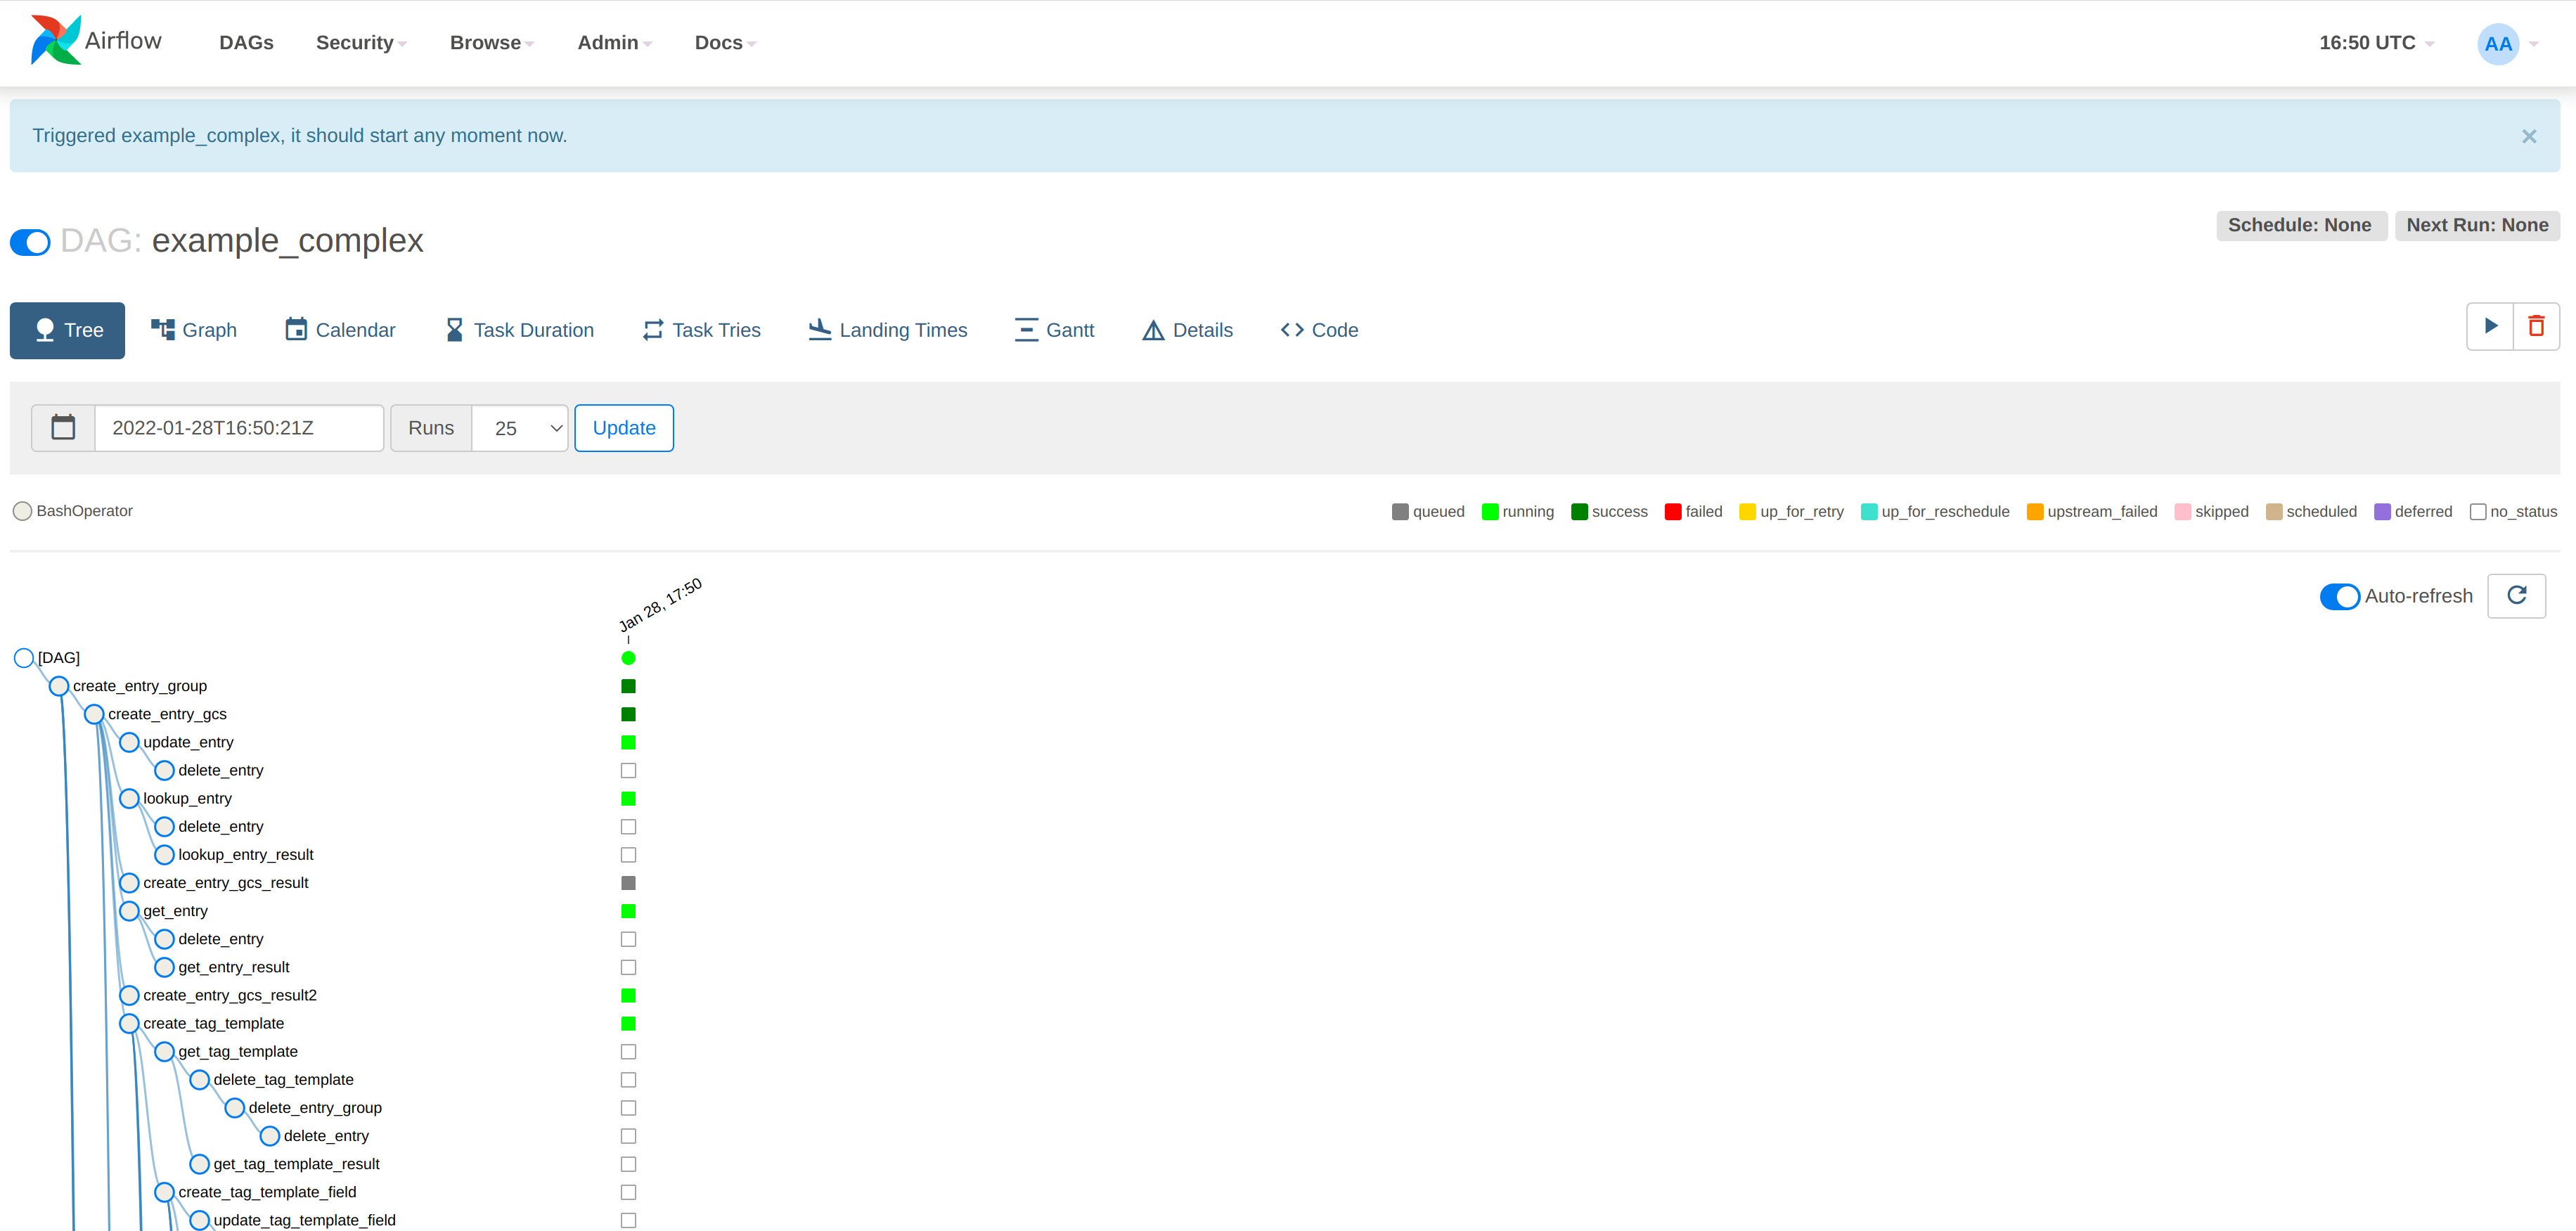 Airflow DAGs Security Browse Admin Docs 16:50 UTC AA
Triggered example_complex, it should start any moment now. ×
DAG: example_complex Schedule: None Next Run: None
Tree Graph Calendar Task Duration Task Tries Landing Times Gantt Details Code
2022-01-28T16:50:21Z Runs 25 Update
BashOperator queued running success failed up_for_retry up_for_reschedule upstream_failed skipped scheduled deferred no_status
Jan 28, 17:50 Auto-refresh
[DAG]
create_entry_group
create_entry_gcs
update_entry
delete_entry
lookup_entry
delete_entry
lookup_entry_result
create_entry_gcs_result
get_entry
delete_entry
get_entry_result
create_entry_gcs_result2
create_tag_template
get_tag_template
delete_tag_template
delete_entry_group
delete_entry
get_tag_template_result
create_tag_template_field
update_tag_template_field